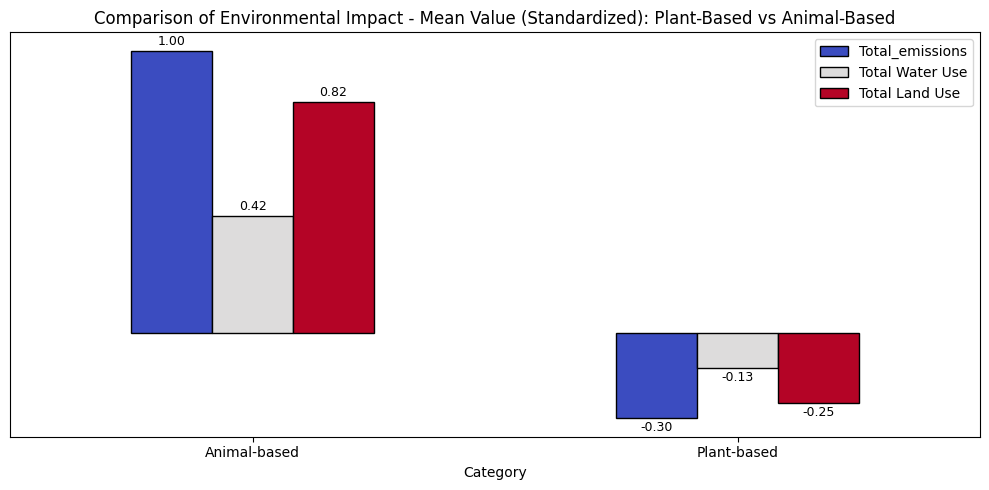 Comparison of Environmental Impact - Mean Value (Standardized): Plant-Based vs Animal-Based
Total_emissions
Total Water Use
Total Land Use
1.00
0.42
0.82
-0.30
-0.13
-0.25
Animal-based
Plant-based
Category